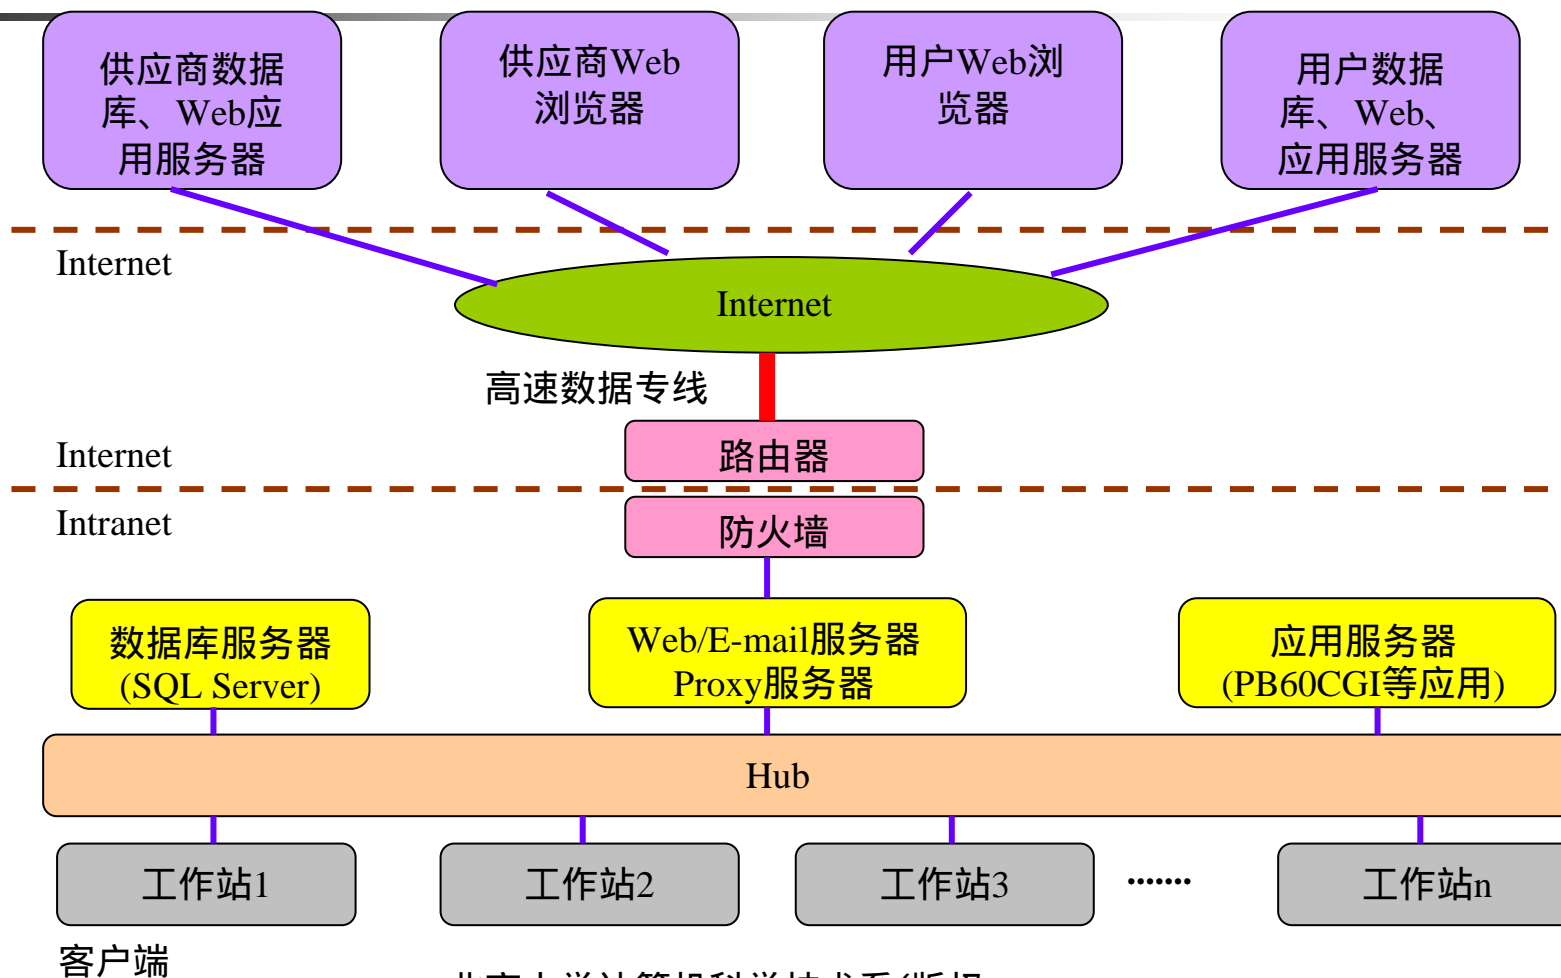 供应商数据
库、Web应
用服务器
供应商Web
浏览器
用户Web浏
览器
用户数据
库、Web、
应用服务器
Internet
Internet
高速数据专线
Internet
路由器
Intranet
防火墙
数据库服务器
(SQL Server)
Web/E-mail服务器
Proxy服务器
应用服务器
(PB60CGI等应用)
Hub
工作站1
工作站2
工作站3
.......
工作站n
客户端